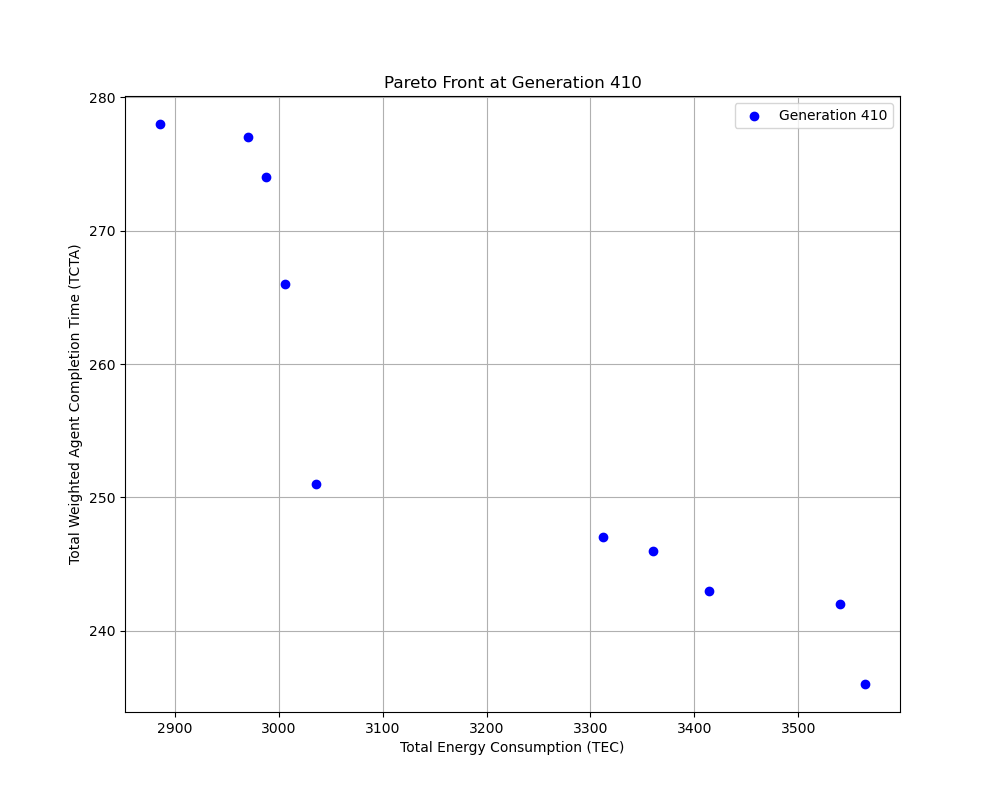 Pareto Front at Generation 410
Generation 410
Total Weighted Agent Completion Time (TCTA)
280
270
260
250
240
2900 3000 3100 3200 3300 3400 3500
Total Energy Consumption (TEC)